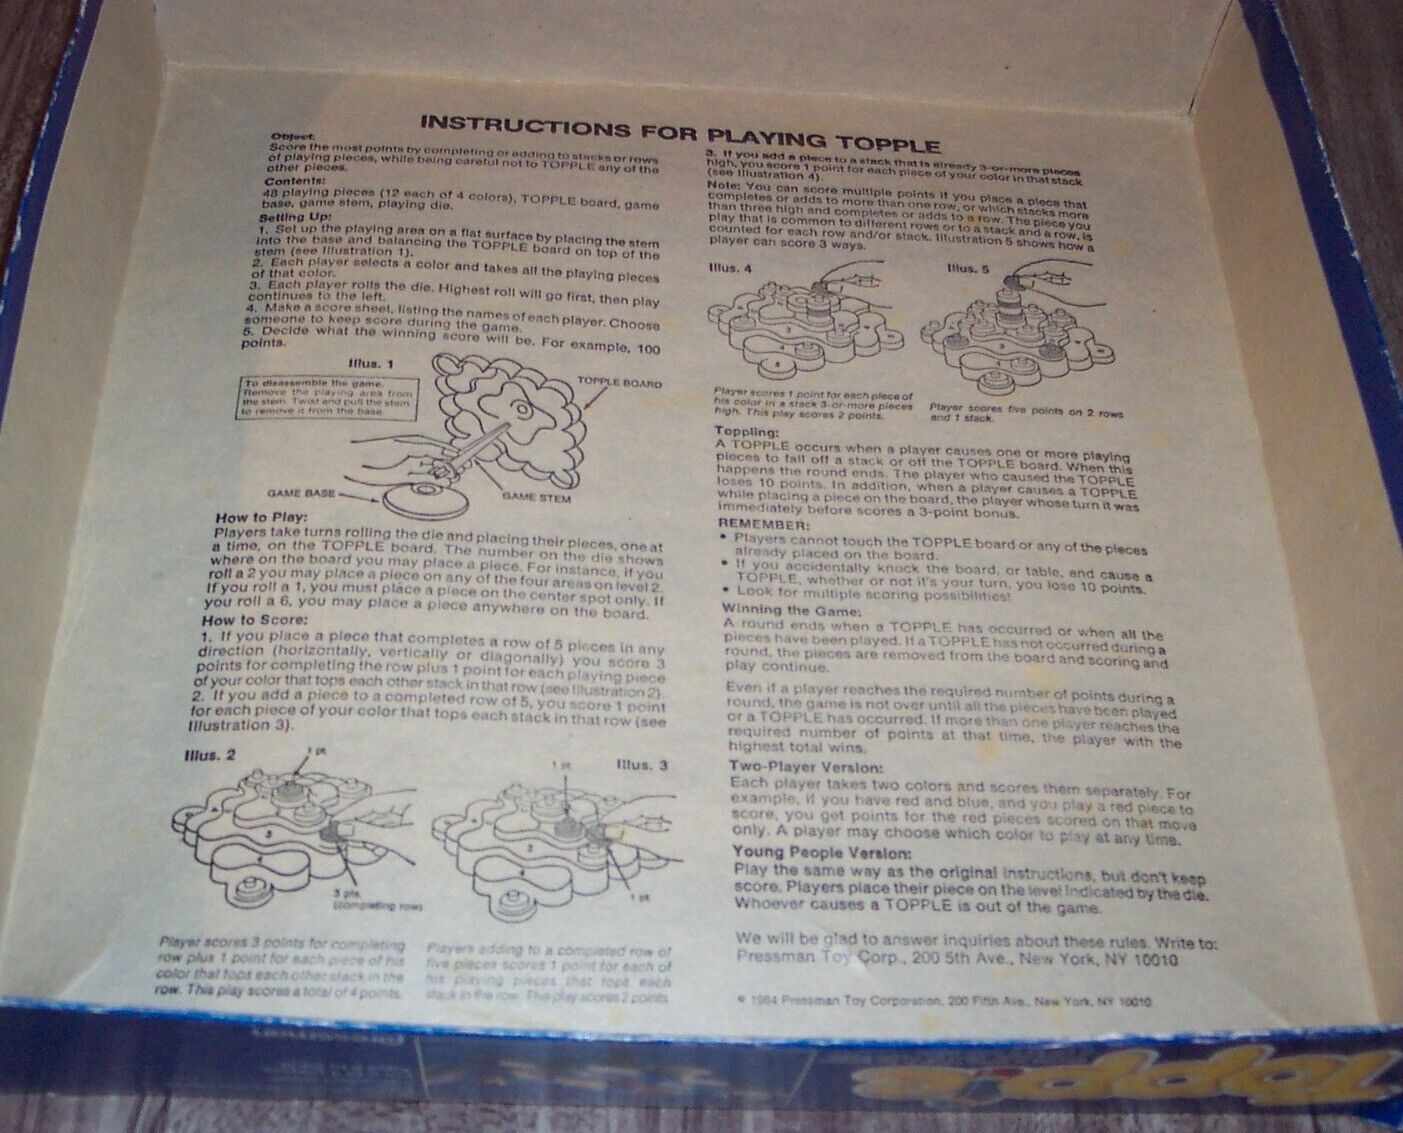 INSTRUCTIONS FOR PLAYING TOPPLE
Object:
Score the most points by completing or adding to stacks or rows
of playing pieces, while being careful not to TOPPLE any of the
other pieces.
Contents:
48 playing pieces (12 each of 4 colors), TOPPLE board, game
base, game stem, playing die.
Setting Up:
1. Set up the playing area on a flat surface by placing the stem
into the base and balancing the TOPPLE board on top of the
stem (see Illustration 1).
2. Each player selects a color and takes all the playing pieces
of that color.
3. Each player rolls the die. Highest roll will go first, then play
continues to the left.
4. Make a score sheet, listing the names of each player. Choose
someone to keep score during the game.
5. Decide what the winning score will be. For example, 100
points.
Illus. 1
To disassemble the game.
Remove the playing area from
the stem. Twist and pull the stem
to remove it from the base.
TOPPLE BOARD
GAME BASE
GAME STEM
How to Play:
Players take turns rolling the die and placing their pieces, one at
a time, on the TOPPLE board. The number on the die shows
where on the board you may place a piece. For instance, if you
roll a 2 you may place a piece on any of the four areas on level 2.
If you roll a 1, you must place a piece on the center spot only. If
you roll a 6, you may place a piece anywhere on the board.
How to Score:
1. If you place a piece that completes a row of 5 pieces in any
direction (horizontally, vertically or diagonally) you score 3
points for completing the row plus 1 point for each playing piece
of your color that tops each other stack in that row (see Illustration 2).
2. If you add a piece to a completed row of 5, you score 1 point
for each piece of your color that tops each stack in that row (see
Illustration 3).
Illus. 2
1 pt.
3 pts.
(completing row)
Illus. 3
1 pt.
1 pt.
Player scores 3 points for completing
row plus 1 point for each piece of his
color that tops each other stack in the
row. This play scores a total of 4 points.
Players adding to a completed row of
five pieces scores 1 point for each of
his playing pieces that tops each
stack in the row. This play scores 2 points.
3. If you add a piece to a stack that is already 3-or-more pieces
high, you score 1 point for each piece of your color in that stack
(see Illustration 4).
Note: You can score multiple points if you place a piece that
completes or adds to more than one row, or which stacks more
than three high and completes or adds to a row. The piece you
play that is common to different rows or to a stack and a row, is
counted for each row and/or stack. Illustration 5 shows how a
player can score 3 ways.
Illus. 4
Illus. 5
Player scores 1 point for each piece of
his color in a stack 3-or-more pieces
high. This play scores 2 points.
Player scores five points on 2 rows
and 1 stack.
Toppling:
A TOPPLE occurs when a player causes one or more playing
pieces to fall off a stack or off the TOPPLE board. When this
happens the round ends. The player who caused the TOPPLE
loses 10 points. In addition, when a player causes a TOPPLE
while placing a piece on the board, the player whose turn it was
immediately before scores a 3-point bonus.
REMEMBER:
• Players cannot touch the TOPPLE board or any of the pieces
already placed on the board.
• If you accidentally knock the board, or table, and cause a
TOPPLE, whether or not it's your turn, you lose 10 points.
• Look for multiple scoring possibilities!
Winning the Game:
A round ends when a TOPPLE has occurred or when all the
pieces have been played. If a TOPPLE has not occurred during a
round, the pieces are removed from the board and scoring and
play continue.
Even if a player reaches the required number of points during a
round, the game is not over until all the pieces have been played
or a TOPPLE has occurred. If more than one player reaches the
required number of points at that time, the player with the
highest total wins.
Two-Player Version:
Each player takes two colors and scores them separately. For
example, if you have red and blue, and you play a red piece to
score, you get points for the red pieces scored on that move
only. A player may choose which color to play at any time.
Young People Version:
Play the same way as the original instructions, but don't keep
score. Players place their piece on the level indicated by the die.
Whoever causes a TOPPLE is out of the game.
We will be glad to answer inquiries about these rules. Write to:
Pressman Toy Corp., 200 5th Ave., New York, NY 10010
© 1984 Pressman Toy Corporation, 200 Fifth Ave., New York, NY 10010
Topple